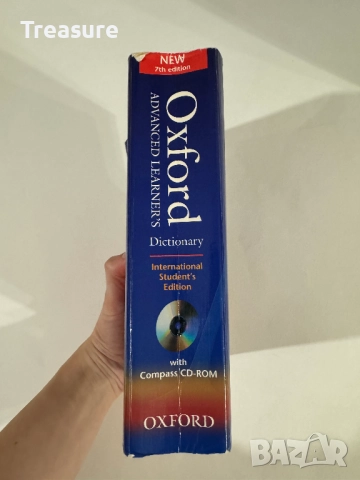 Treasure
NEW
7th edition
Oxford
ADVANCED LEARNER'S
Dictionary
International
Student's
Edition
with
Compass CD-ROM
OXFORD
BAZAR